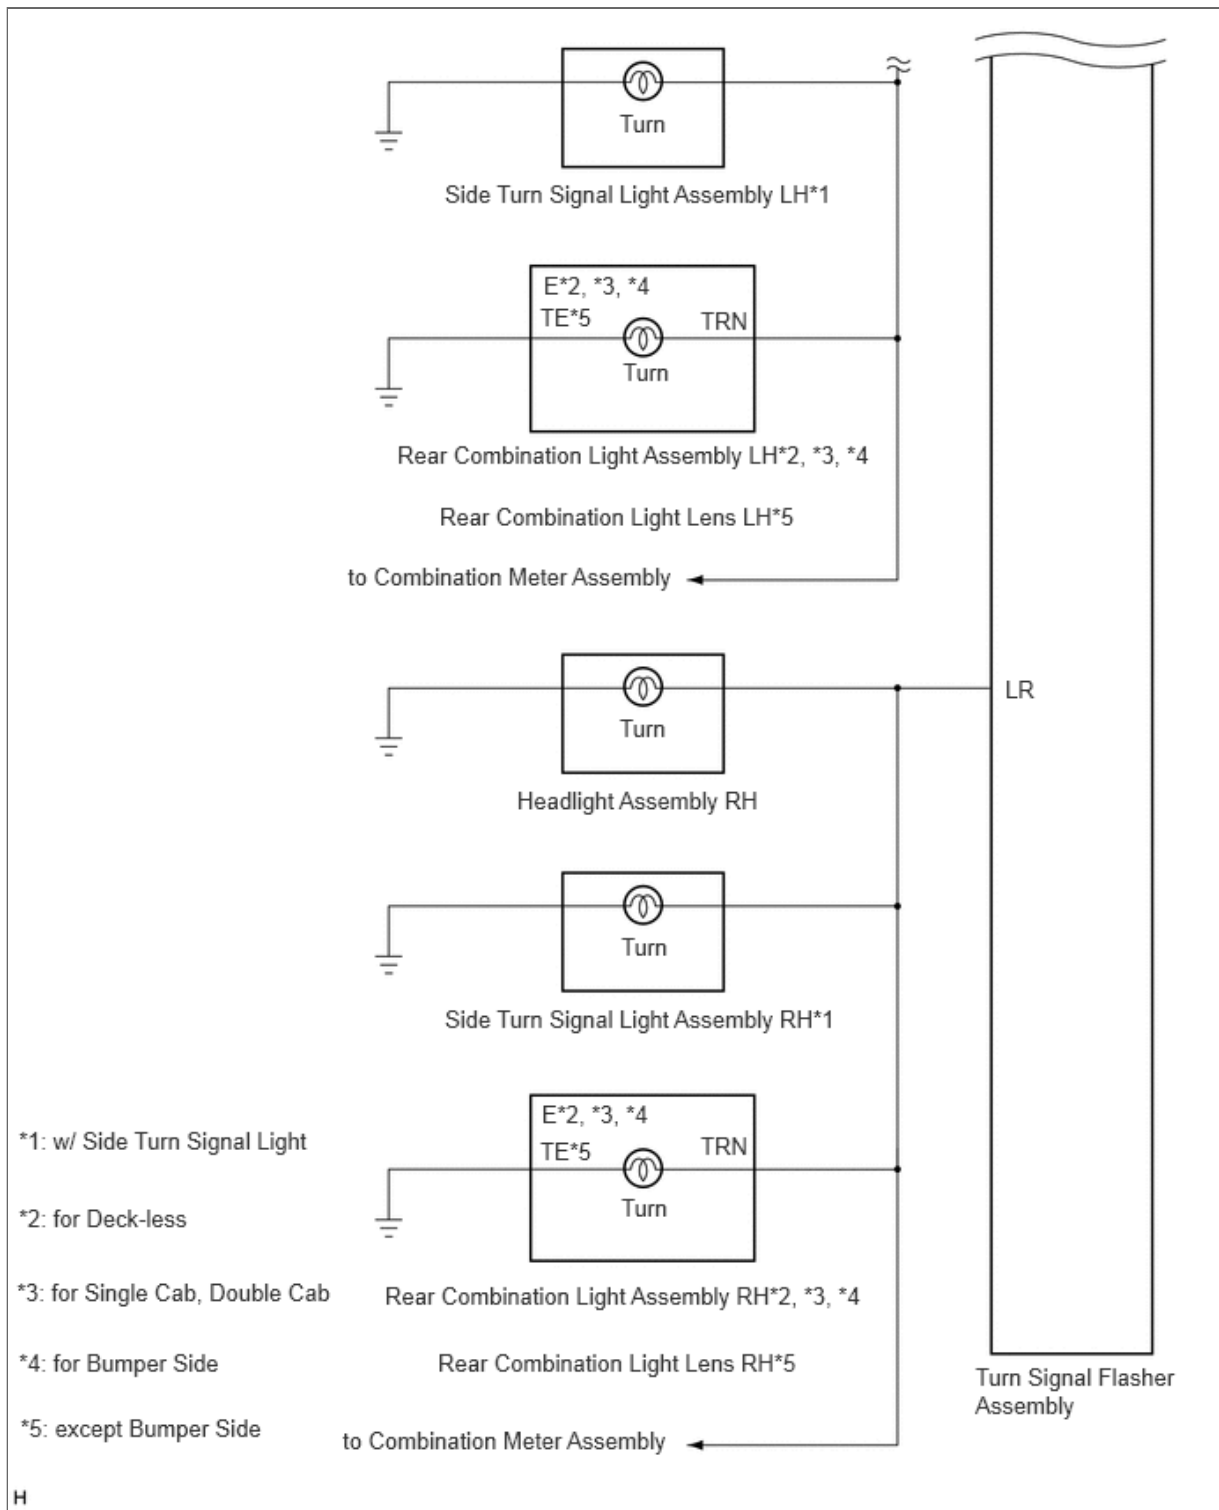 Turn
Side Turn Signal Light Assembly LH*1
E*2, *3, *4
TE*5
TRN
Turn
Rear Combination Light Assembly LH*2, *3, *4
Rear Combination Light Lens LH*5
to Combination Meter Assembly
LR
Turn
Headlight Assembly RH
Turn
Side Turn Signal Light Assembly RH*1
E*2, *3, *4
TE*5
TRN
Turn
Rear Combination Light Assembly RH*2, *3, *4
Rear Combination Light Lens RH*5
to Combination Meter Assembly
Turn Signal Flasher
Assembly
*1: w/ Side Turn Signal Light
*2: for Deck-less
*3: for Single Cab, Double Cab
*4: for Bumper Side
*5: except Bumper Side
H